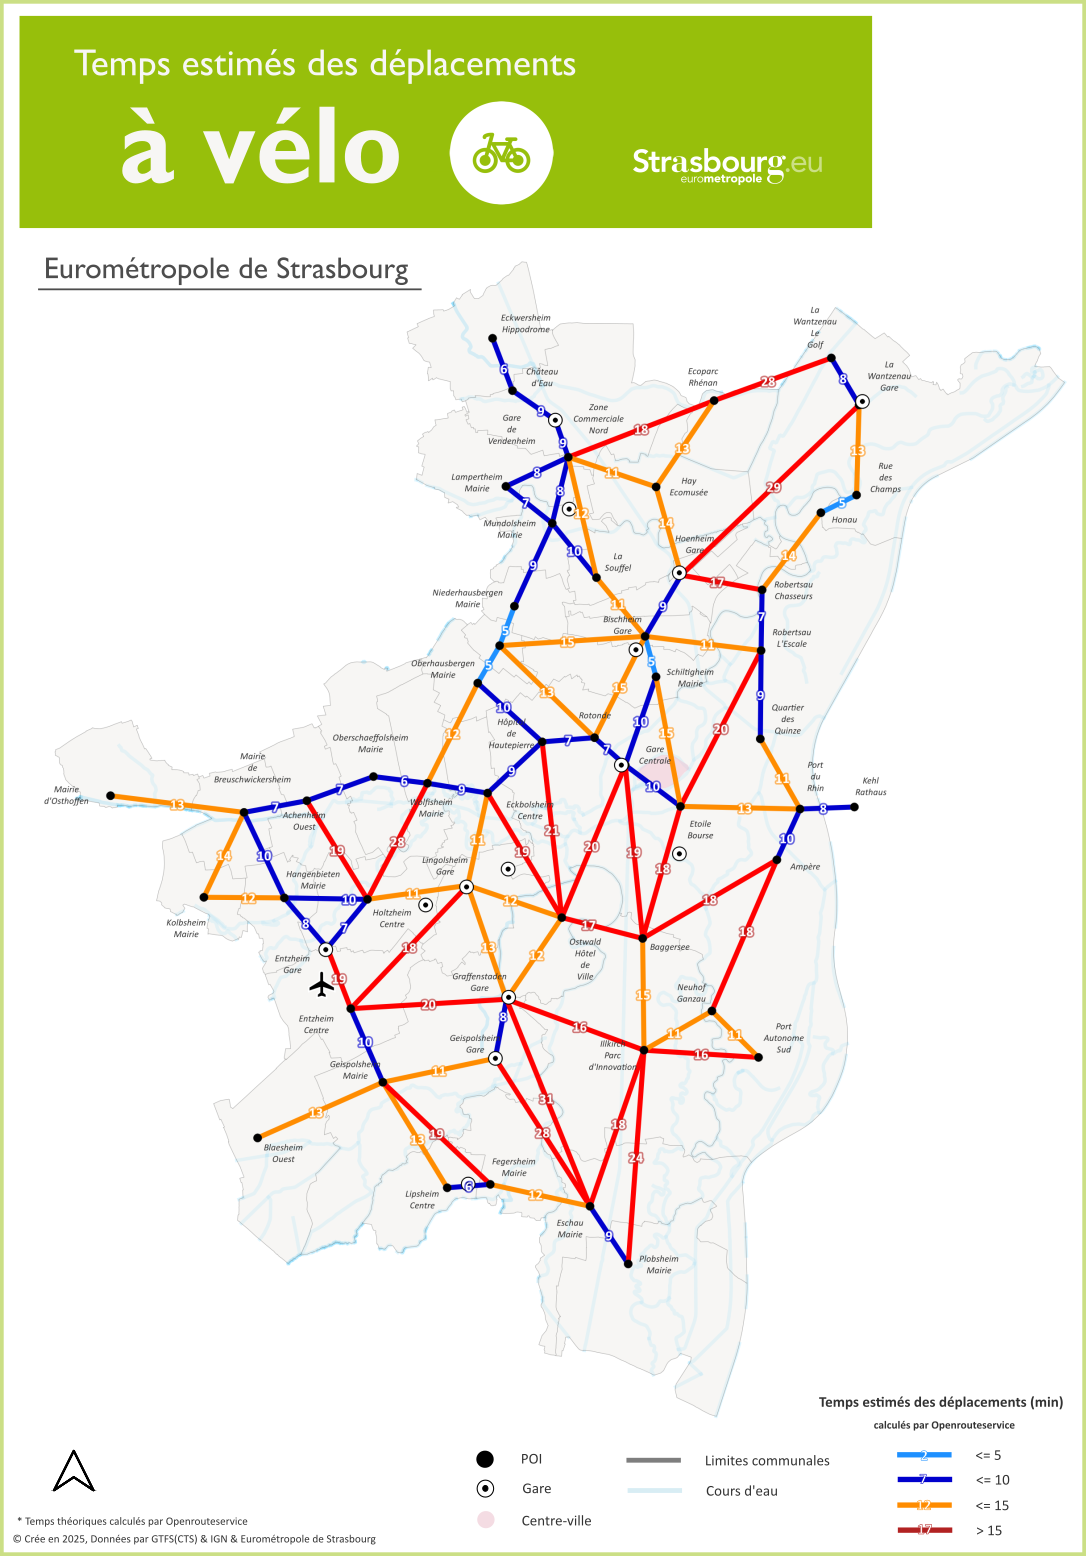 Temps estimés des déplacements
à vélo
Strasbourg.eu
eurometropole
Eurométropole de Strasbourg
La
Wantzenau
Le
Golf
Eckwersheim
Hippodrome
La
Wantzenau
Gare
Château
d'Eau
Ecoparc
Rhénan
6
28
8
9
Zone
Commerciale
Nord
Gare
de
Vendenheim
18
9
13
13
Lampertheim
Mairie
8
11
Rue
des
Champs
Hay
Ecomusée
29
8
7
12
5
Honau
Mundolsheim
Mairie
14
Hoenheim
Gare
10
14
9
La
Souffel
17
Robertsau
Chasseurs
Niederhausbergen
Mairie
11
9
7
Bischheim
Gare
5
15
11
Robertsau
L'Escale
5
5
Oberhausbergen
Mairie
Schiltigheim
Mairie
13
15
9
10
Rotonde
10
Quartier
des
Quinze
Hôpital
de
Hautepierre
12
15
20
Oberschaeffolsheim
Mairie
7
7
Gare
Centrale
Mairie
de
Breuschwickersheim
9
11
Port
du
Rhin
Kehl
Rathaus
Mairie
d'Osthoffen
7
6
9
10
13
7
Achenheim
Ouest
Wolfisheim
Mairie
Eckbolsheim
Centre
13
8
Etoile
Bourse
21
28
11
19
19
20
19
10
14
10
Lingolsheim
Gare
18
Ampère
Hangenbieten
Mairie
12
10
11
12
18
Kolbsheim
Mairie
Holtzheim
Centre
8
7
17
18
Ostwald
Hôtel
de
Ville
Baggersee
18
13
12
Entzheim
Gare
19
Graffenstaden
Gare
Neuhof
Ganzau
15
20
Entzheim
Centre
8
16
11
11
Port
Autonome
Sud
10
Geispolsheim
Gare
Illkirch
Parc
d'Innovation
16
Geispolsheim
Mairie
11
31
13
18
28
19
13
24
Blaesheim
Ouest
Fegersheim
Mairie
6
12
Lipsheim
Centre
Eschau
Mairie
9
Plobsheim
Mairie
Temps estimés des déplacements (min)
calculés par Openrouteservice
POI
Limites communales
2
<= 5
7
<= 10
Gare
Cours d'eau
12
<= 15
Centre-ville
17
> 15
* Temps théoriques calculés par Openrouteservice
© Crée en 2025, Données par GTFS(CTS) & IGN & Eurométropole de Strasbourg